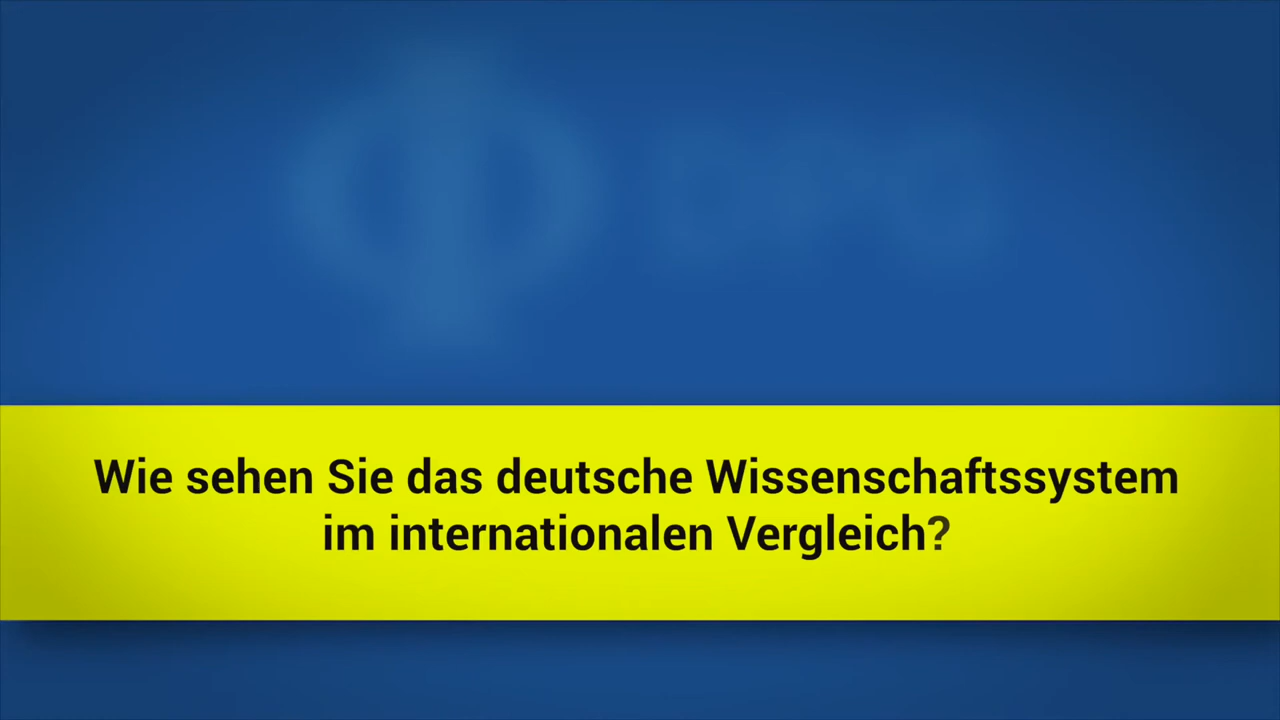 Wie sehen Sie das deutsche Wissenschaftssystem
im internationalen Vergleich?